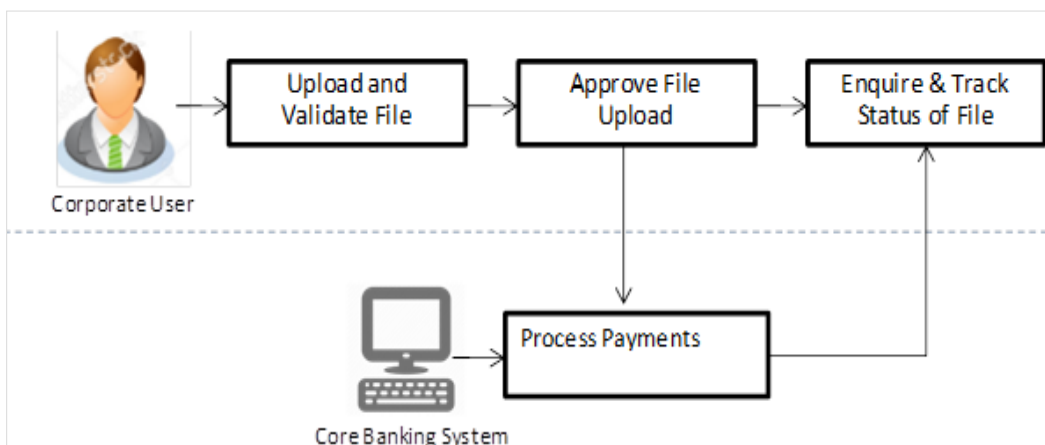 Upload and
Validate File
Approve File
Upload
Enquire & Track
Status of File
Corporate User
Process Payments
Core Banking System